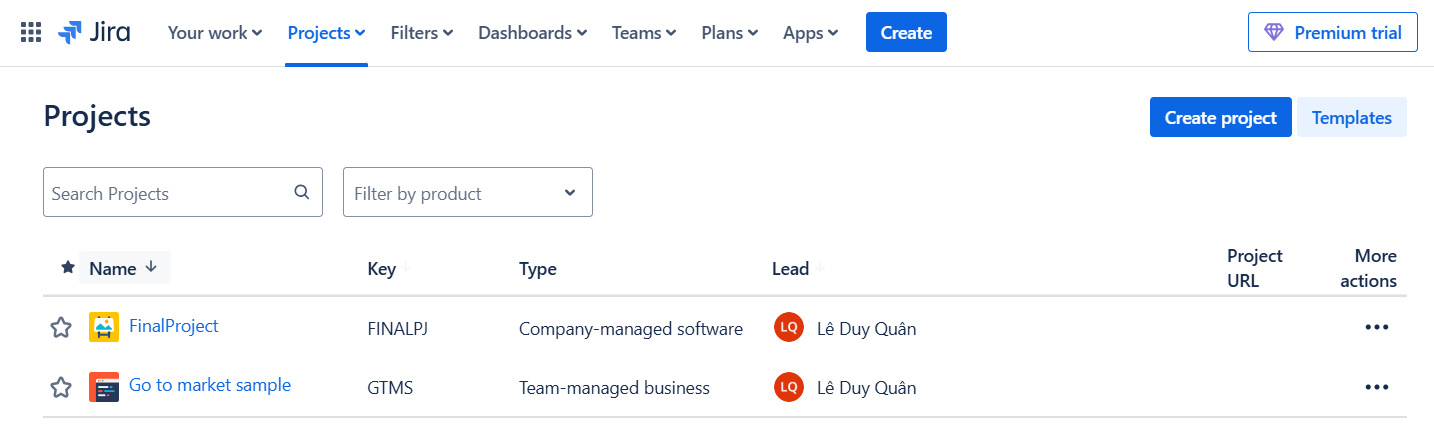 Jira Your work Projects Filters Dashboards Teams Plans Apps Create Premium trial
Projects Create project Templates
Search Projects Filter by product
Name Key Type Lead Project URL More actions
FinalProject FINALPJ Company-managed software LQ Lê Duy Quân
Go to market sample GTMS Team-managed business LQ Lê Duy Quân